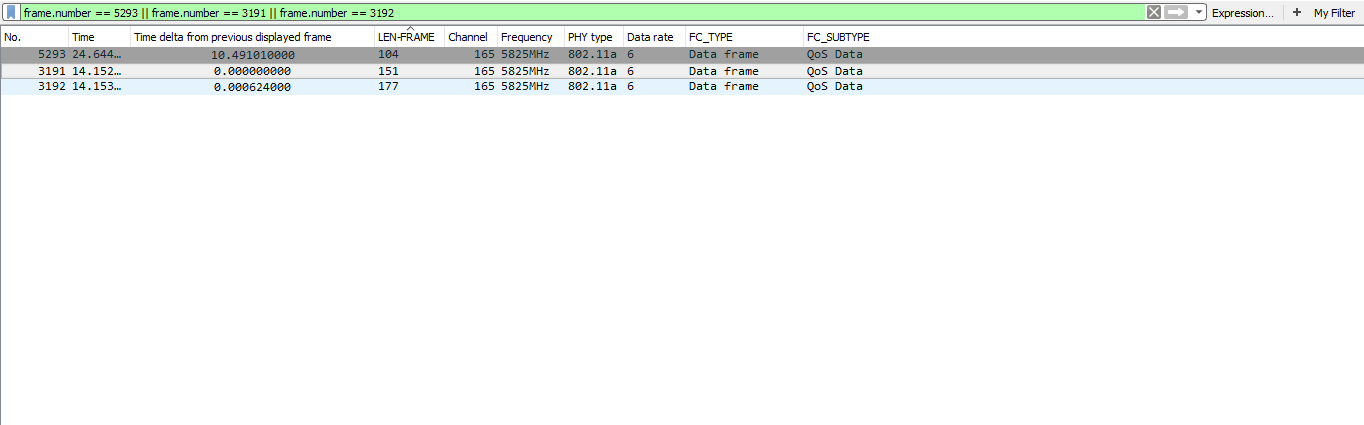 frame.number == 5293 || frame.number == 3191 || frame.number == 3192 Expression... + My Filter
No. Time Time delta from previous displayed frame LEN-FRAME Channel Frequency PHY type Data rate FC_TYPE FC_SUBTYPE
5293 24.644... 10.491010000 104 165 5825MHz 802.11a 6 Data frame QoS Data
3191 14.152... 0.000000000 151 165 5825MHz 802.11a 6 Data frame QoS Data
3192 14.153... 0.000624000 177 165 5825MHz 802.11a 6 Data frame QoS Data